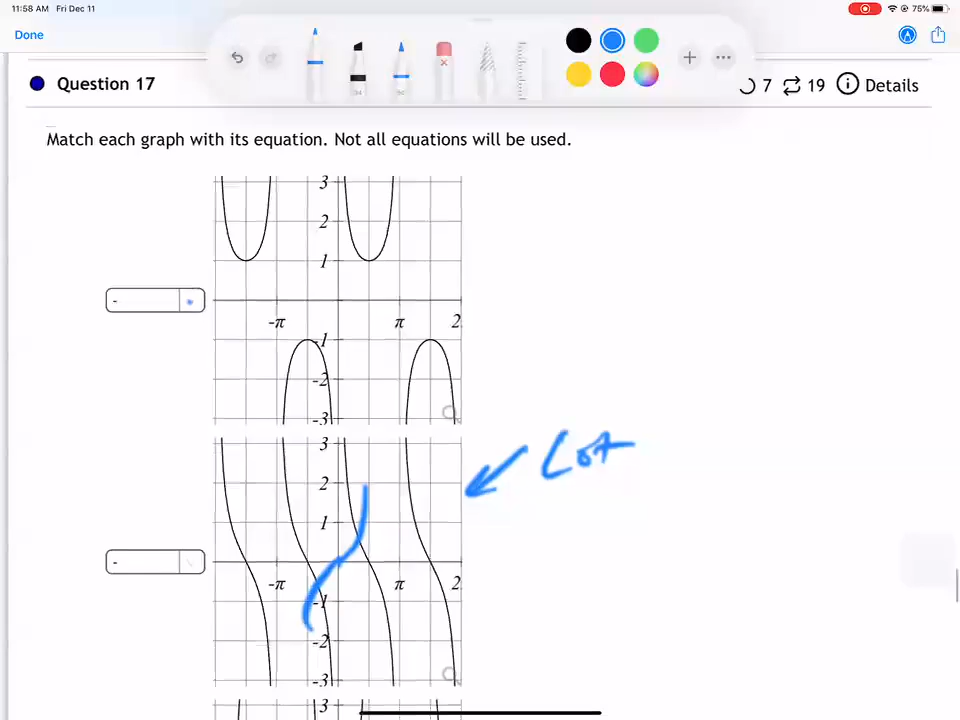 11:58 AM Fri Dec 11
75%
Done
Question 17
7 19 Details
Match each graph with its equation. Not all equations will be used.
3
2
1
-π π 2
-1
-2
-3
-
3
2
1
-π π 2
-1
-2
-3
-
Cot
3